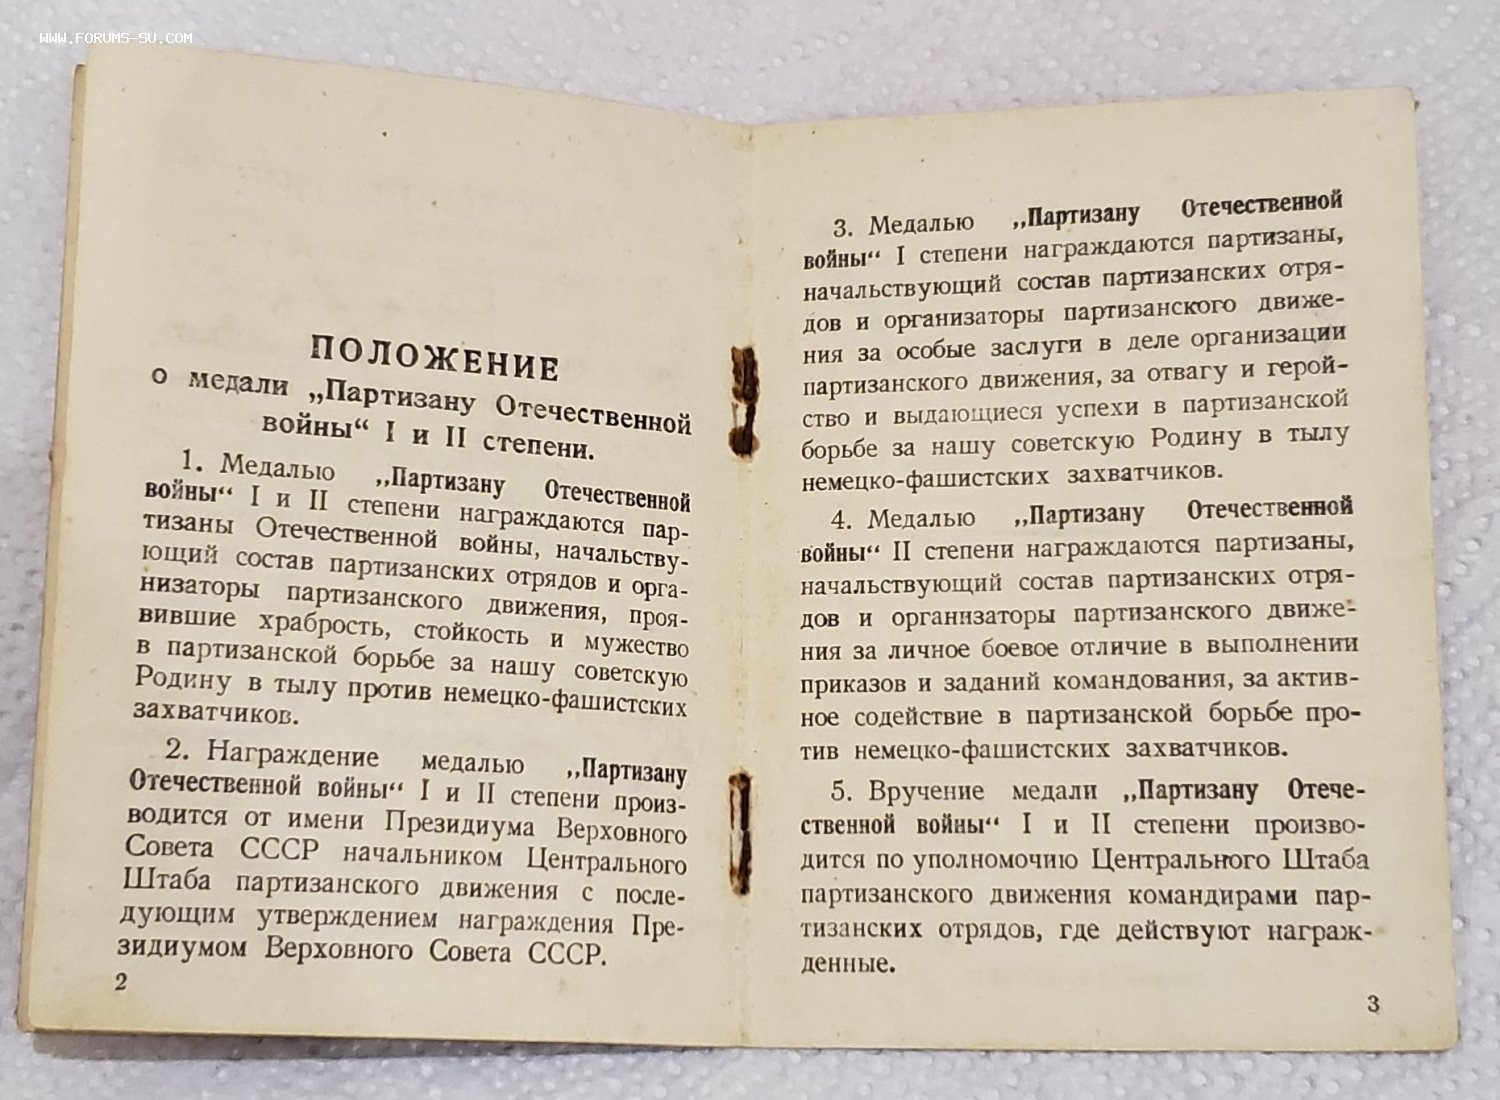 WWW.FORUMS-SU.COM
ПОЛОЖЕНИЕ
о медали „Партизану Отечественной
войны“ I и II степени.
1. Медалью „Партизану Отечественной
войны“ I и II степени награждаются пар-
тизаны Отечественной войны, начальству-
ющий состав партизанских отрядов и орга-
низаторы партизанского движения, проя-
вившие храбрость, стойкость и мужество
в партизанской борьбе за нашу советскую
Родину в тылу против немецко-фашистских
захватчиков.
2. Награждение медалью „Партизану
Отечественной войны“ I и II степени произ-
водится от имени Президиума Верховного
Совета СССР начальником Центрального
Штаба партизанского движения с после-
дующим утверждением награждения Пре-
зидиумом Верховного Совета СССР.
2
3. Медалью „Партизану Отечественной
войны“ I степени награждаются партизаны,
начальствующий состав партизанских отря-
дов и организаторы партизанского движе-
ния за особые заслуги в деле организации
партизанского движения, за отвагу и герой-
ство и выдающиеся успехи в партизанской
борьбе за нашу советскую Родину в тылу
немецко-фашистских захватчиков.
4. Медалью „Партизану Отечественной
войны“ II степени награждаются партизаны,
начальствующий состав партизанских отря-
дов и организаторы партизанского движе-
ния за личное боевое отличие в выполнении
приказов и заданий командования, за актив-
ное содействие в партизанской борьбе про-
тив немецко-фашистских захватчиков.
5. Вручение медали „Партизану Отече-
ственной войны“ I и II степени произво-
дится по уполномочию Центрального Штаба
партизанского движения командирами пар-
тизанских отрядов, где действуют награж-
денные.
3